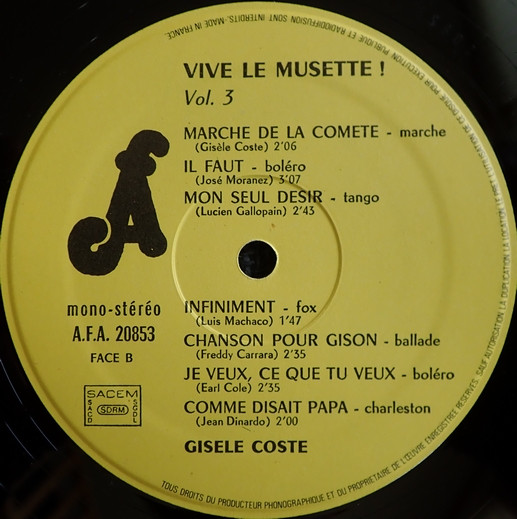 VIVE LE MUSETTE !
Vol. 3
MARCHE DE LA COMETE - marche
(Gisèle Coste) 2'06
IL FAUT - boléro
(José Moranez) 3'07
MON SEUL DESIR - tango
(Lucien Gallopain) 2'43
A
mono-stéréo
A.F.A. 20853
FACE B
SACEM
SACD
SDRM
SGDL
INFINIMENT - fox
(Luis Machaco) 1'47
CHANSON POUR GISON - ballade
(Freddy Carrara) 2'35
JE VEUX, CE QUE TU VEUX - boléro
(Earl Cole) 2'35
COMME DISAIT PAPA - charleston
(Jean Dinardo) 2'00
GISELE COSTE
TOUS DROITS DU PRODUCTEUR PHONOGRAPHIQUE ET DU PROPRIETAIRE DE L'ŒUVRE ENREGISTREE RESERVES. SAUF AUTORISATION LA DUPLICATION LA LOCATION DE CE DISQUE POUR EXECUTION PUBLIQUE ET RADIODIFFUSION SONT INTERDITS.-MADE IN FRANCE.